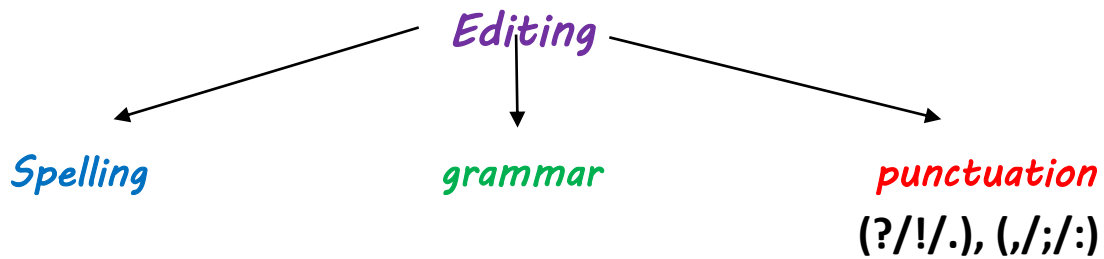 Editing
Spelling grammar punctuation
(?/!/.), (,/;/:)